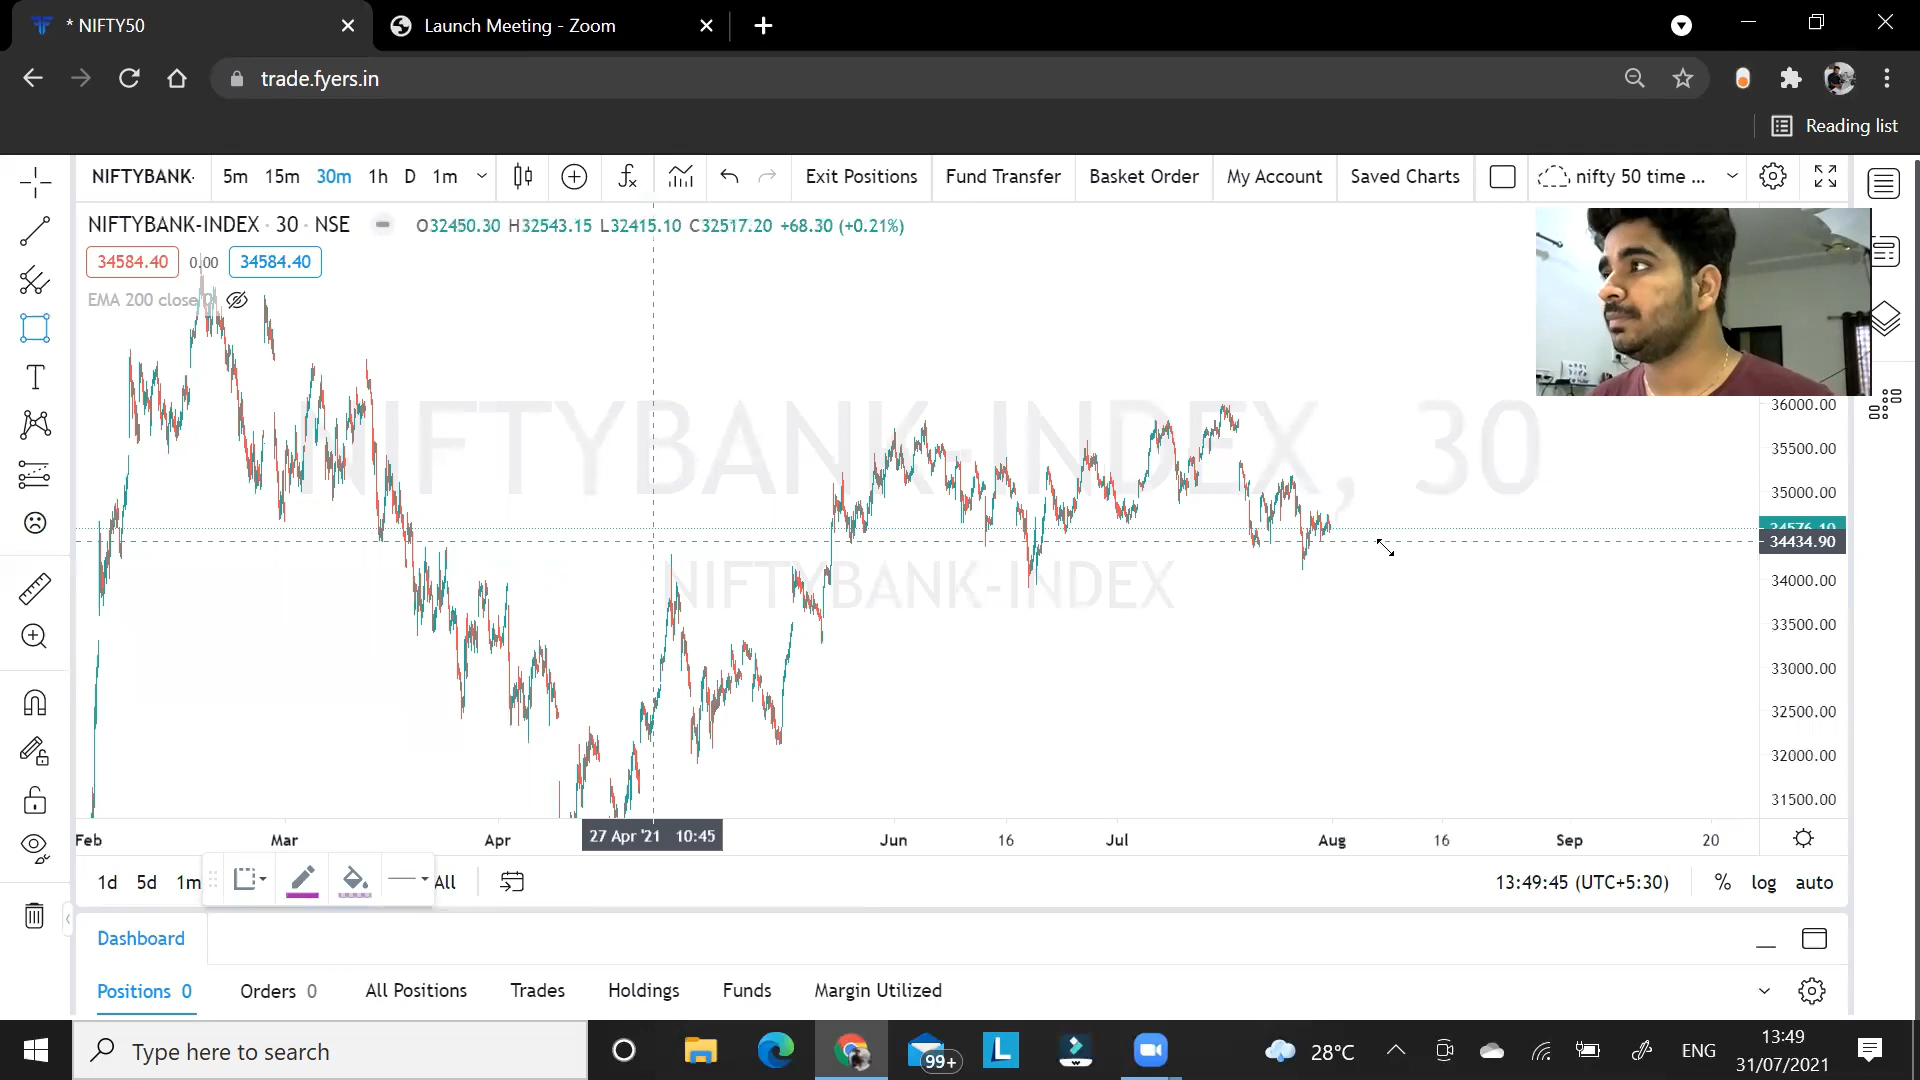 * NIFTY50
Launch Meeting - Zoom
trade.fyers.in
Reading list
NIFTYBANK-
5m 15m 30m 1h D 1m
Exit Positions
Fund Transfer
Basket Order
My Account
Saved Charts
nifty 50 time ...
NIFTYBANK-INDEX · 30 · NSE
O32450.30 H32543.15 L32415.10 C32517.20 +68.30 (+0.21%)
34584.40 0.00 34584.40
EMA 200 close 0
NIFTYBANK-INDEX, 30
NIFTYBANK-INDEX
36000.00
35500.00
35000.00
34576.10
34434.90
34000.00
33500.00
33000.00
32500.00
32000.00
31500.00
Feb Mar Apr 27 Apr '21 10:45 Jun 16 Jul Aug 16 Sep 20
1d 5d 1m All
13:49:45 (UTC+5:30) % log auto
Dashboard
Positions 0 Orders 0 All Positions Trades Holdings Funds Margin Utilized
Type here to search
99+
L
28°C
ENG
13:49
31/07/2021